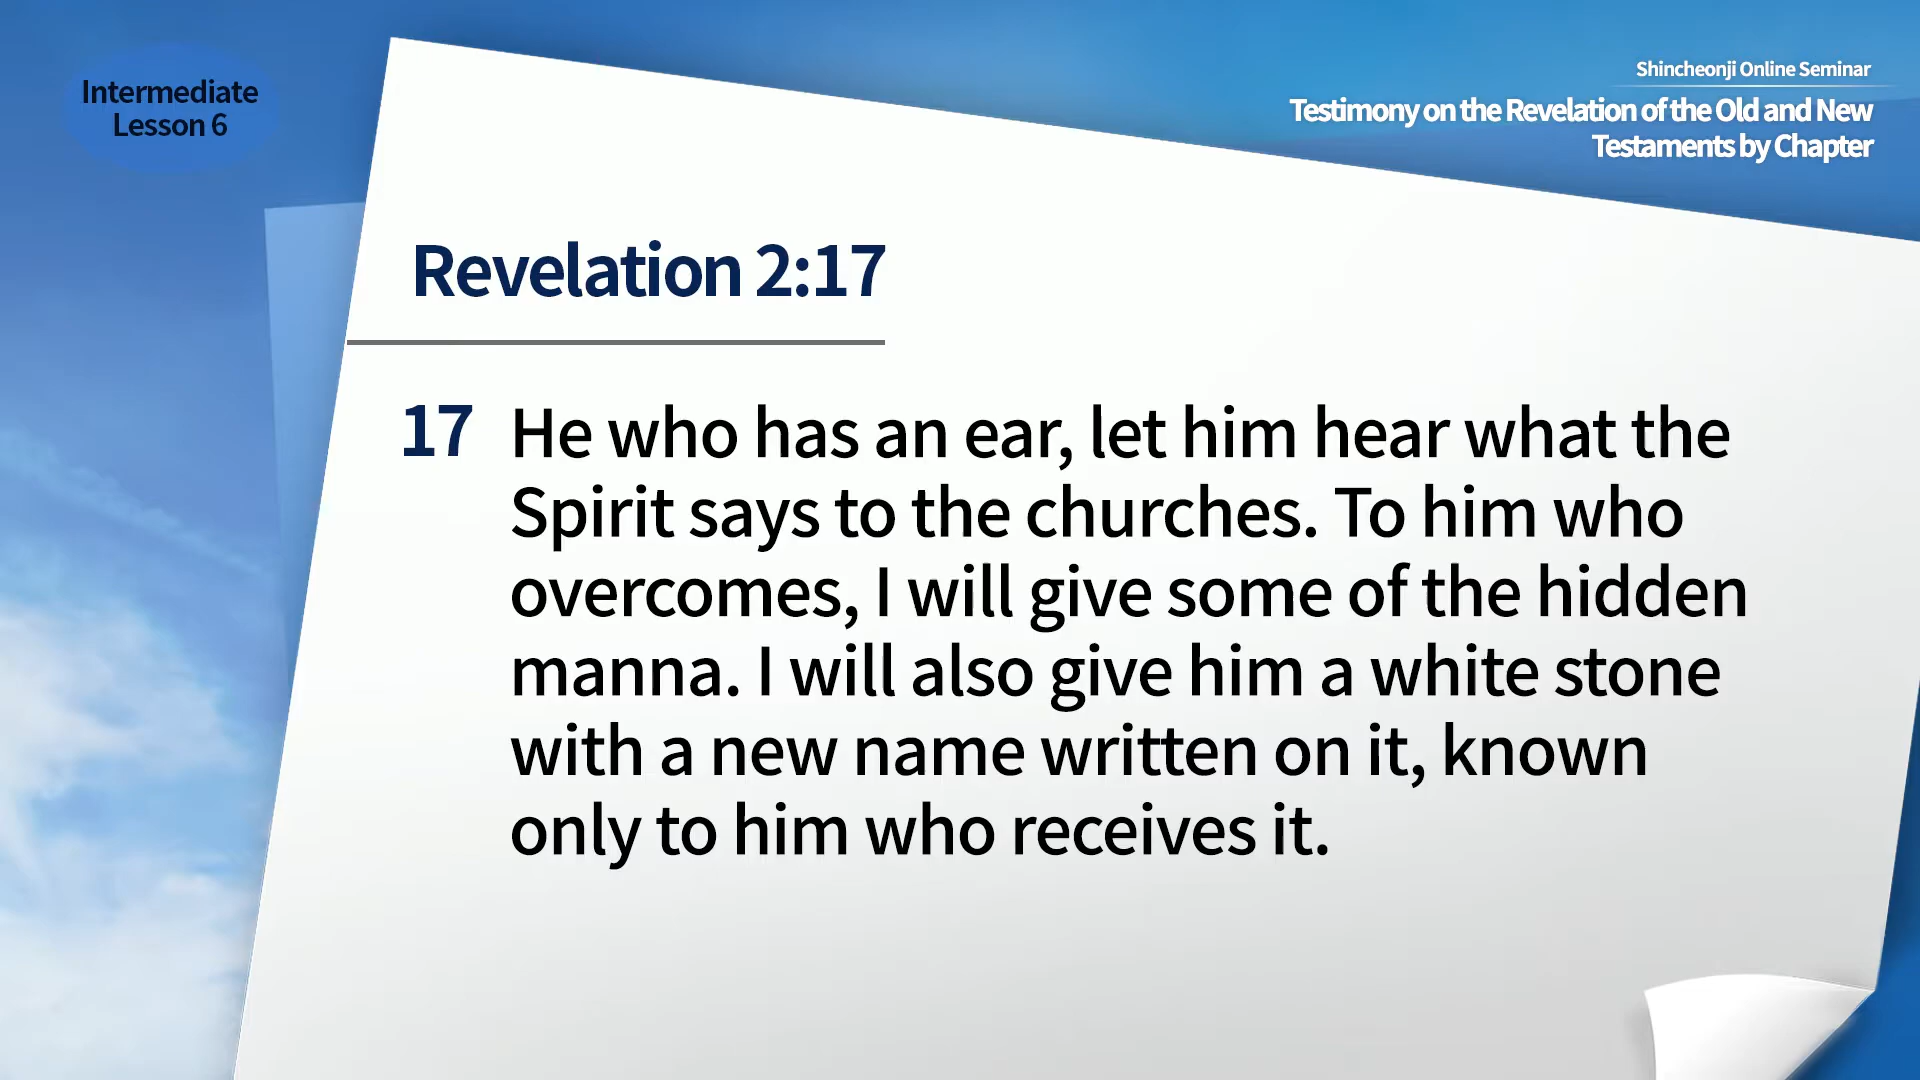 Intermediate
Lesson 6
Shincheonji Online Seminar
Testimony on the Revelation of the Old and New
Testaments by Chapter
Revelation 2:17
17 He who has an ear, let him hear what the
Spirit says to the churches. To him who
overcomes, I will give some of the hidden
manna. I will also give him a white stone
with a new name written on it, known
only to him who receives it.